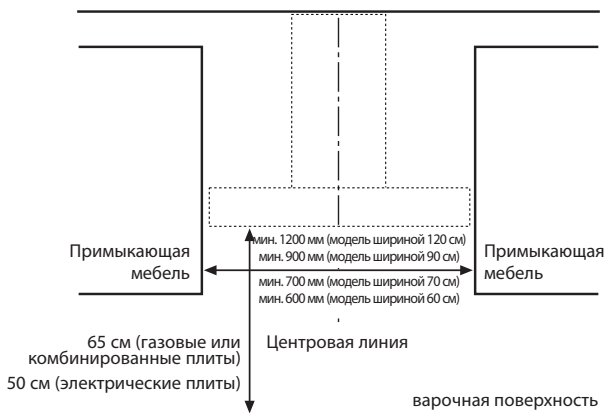 мин. 1200 мм (модель шириной 120 см)
мин. 900 мм (модель шириной 90 см)
Примыкающая
мебель
Примыкающая
мебель
мин. 700 мм (модель шириной 70 см)
мин. 600 мм (модель шириной 60 см)
65 см (газовые или
комбинированные плиты)
50 см (электрические плиты)
Центровая линия
варочная поверхность